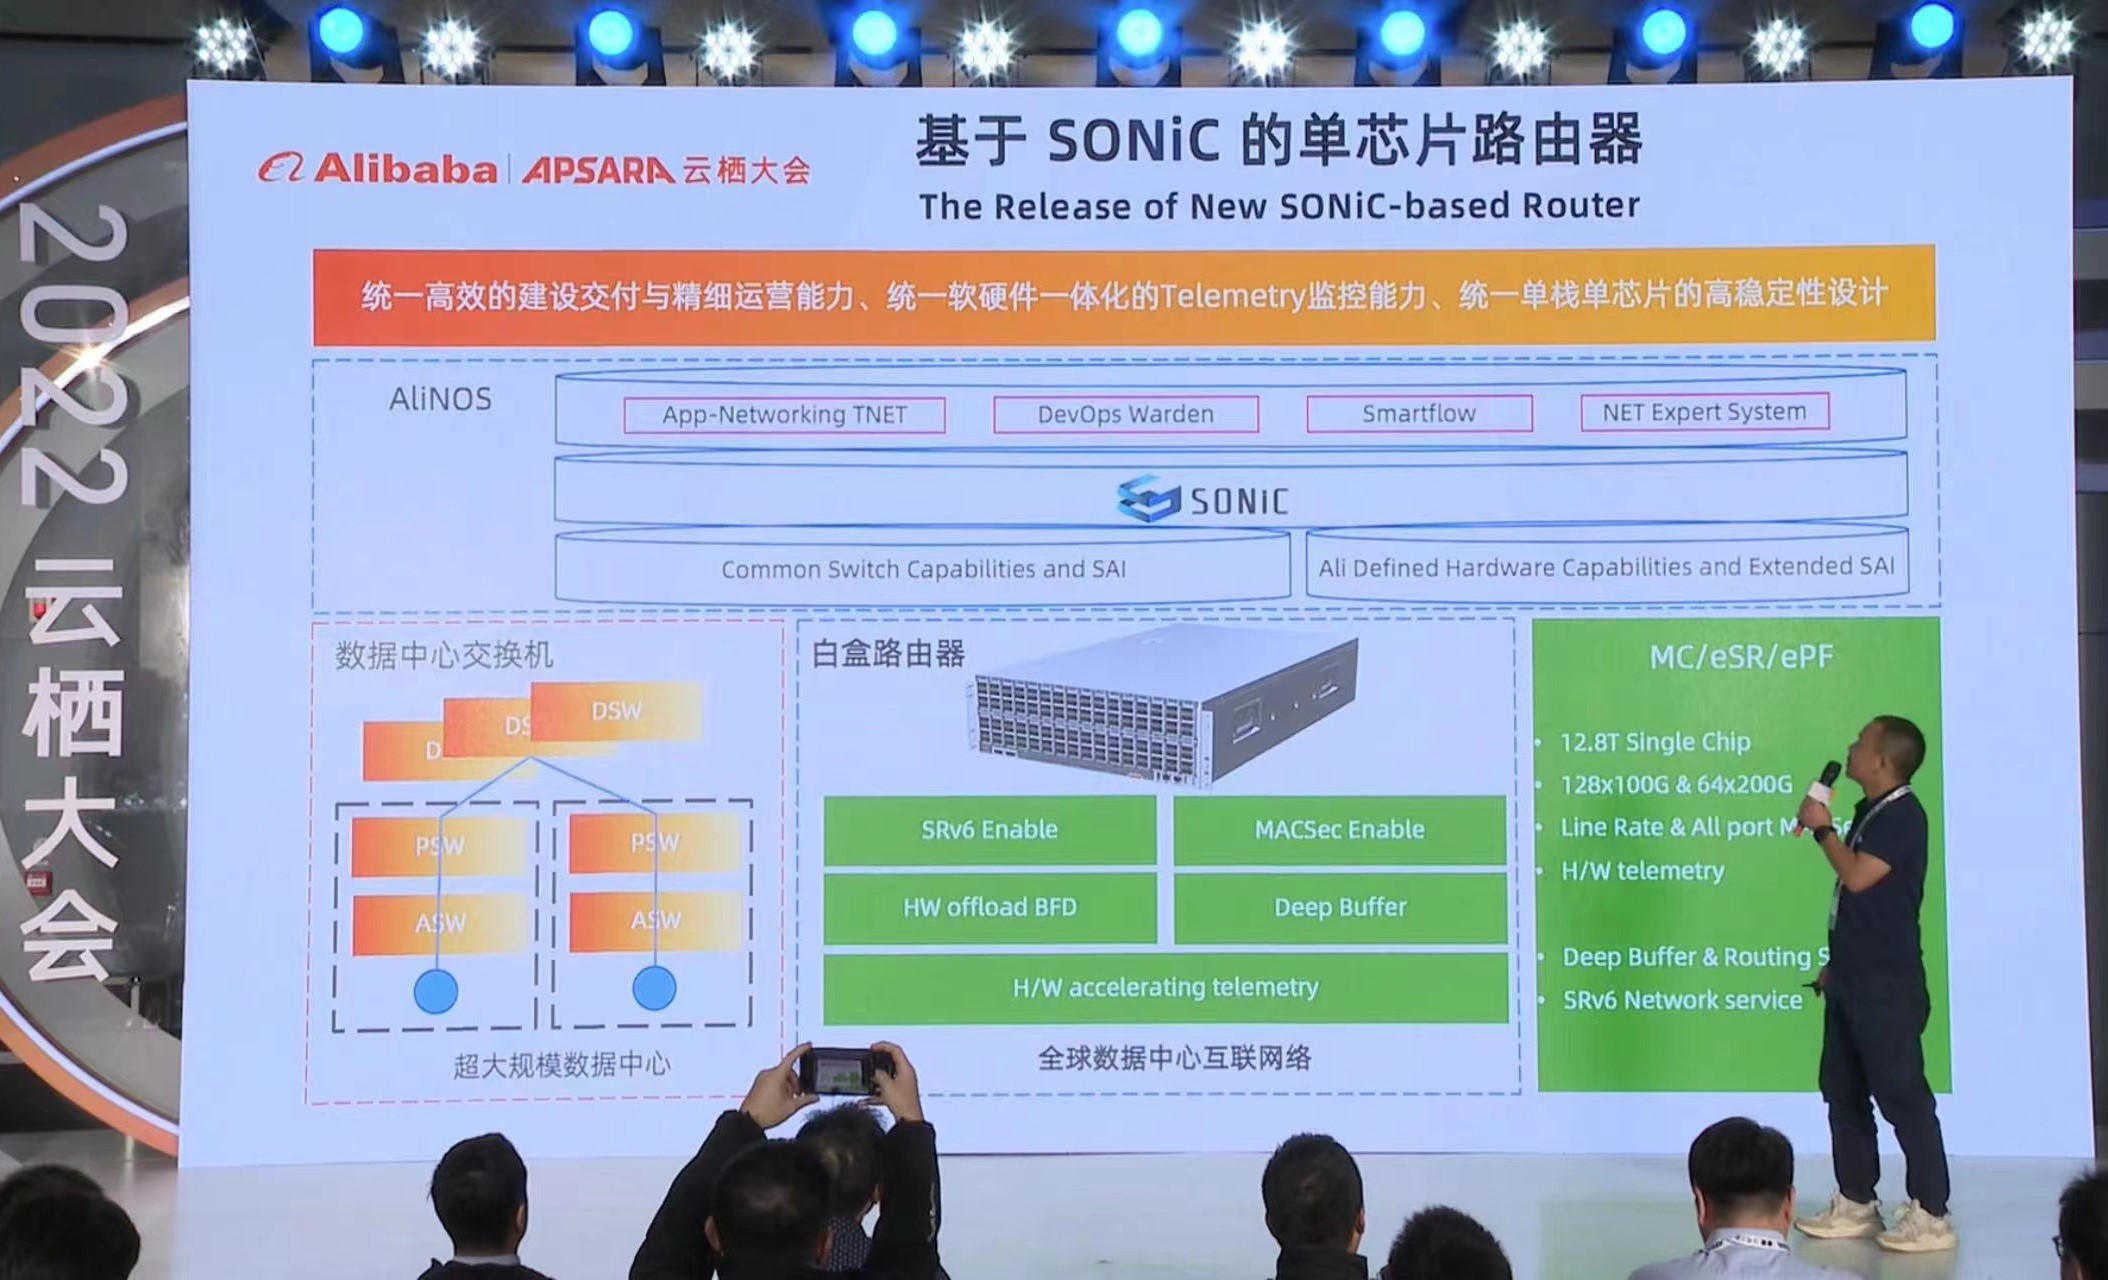 2022 云栖大会
Alibaba APSARA 云栖大会
基于 SONiC 的单芯片路由器
The Release of New SONiC-based Router
统一高效的建设交付与精细运营能力、统一软硬件一体化的Telemetry监控能力、统一单栈单芯片的高稳定性设计
AliNOS
App-Networking TNET
DevOps Warden
Smartflow
NET Expert System
SONiC
Common Switch Capabilities and SAI
Ali Defined Hardware Capabilities and Extended SAI
数据中心交换机
DSW
PSW
PSW
ASW
ASW
超大规模数据中心
白盒路由器
SRv6 Enable
MACSec Enable
HW offload BFD
Deep Buffer
H/W accelerating telemetry
全球数据中心互联网络
MC/eSR/ePF
12.8T Single Chip
128x100G & 64x200G
Line Rate & All port
H/W telemetry
Deep Buffer & Routing
SRv6 Network service